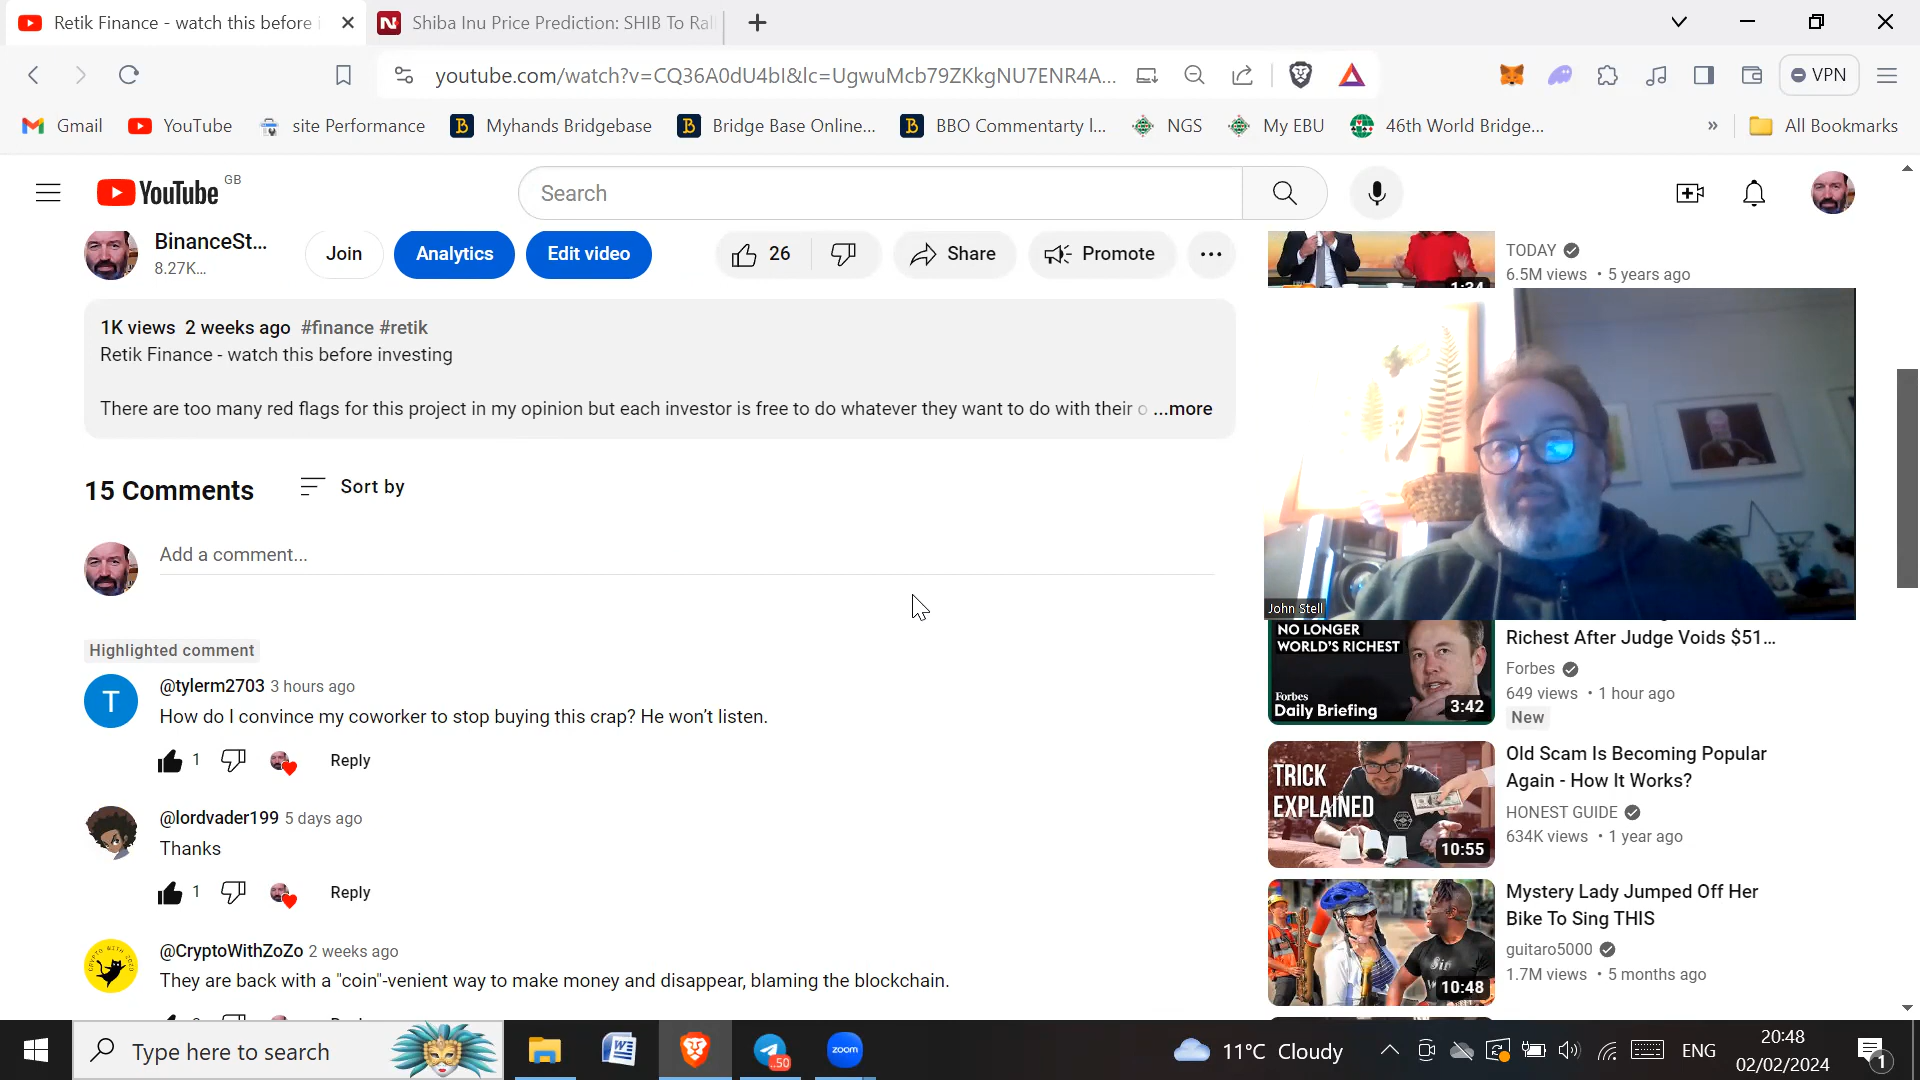 Retik Finance - watch this before i
Shiba Inu Price Prediction: SHIB To Rall
youtube.com/watch?v=CQ36A0dU4bI&lc=UgwuMcb79ZKkgNU7ENR4A...
VPN
Gmail
YouTube
site Performance
Myhands Bridgebase
Bridge Base Online...
BBO Commentarty l...
NGS
My EBU
46th World Bridge...
»
All Bookmarks
YouTube GB
Search
BinanceSt...
8.27K...
Join
Analytics
Edit video
26
Share
Promote
1K views 2 weeks ago #finance #retik
Retik Finance - watch this before investing
There are too many red flags for this project in my opinion but each investor is free to do whatever they want to do with their o ...more
15 Comments
Sort by
Add a comment...
Highlighted comment
@tylerm2703 3 hours ago
How do I convince my coworker to stop buying this crap? He won’t listen.
1
Reply
@lordvader199 5 days ago
Thanks
1
Reply
@CryptoWithZoZo 2 weeks ago
They are back with a "coin"-venient way to make money and disappear, blaming the blockchain.
TODAY
6.5M views • 5 years ago
1:34
John Stell
NO LONGER
WORLD'S RICHEST
Forbes
Daily Briefing
3:42
Richest After Judge Voids $51...
Forbes
649 views • 1 hour ago
New
TRICK
EXPLAINED
10:55
Old Scam Is Becoming Popular
Again - How It Works?
HONEST GUIDE
634K views • 1 year ago
10:48
Mystery Lady Jumped Off Her
Bike To Sing THIS
guitaro5000
1.7M views • 5 months ago
Type here to search
50
zoom
11°C Cloudy
ENG
20:48
02/02/2024
1